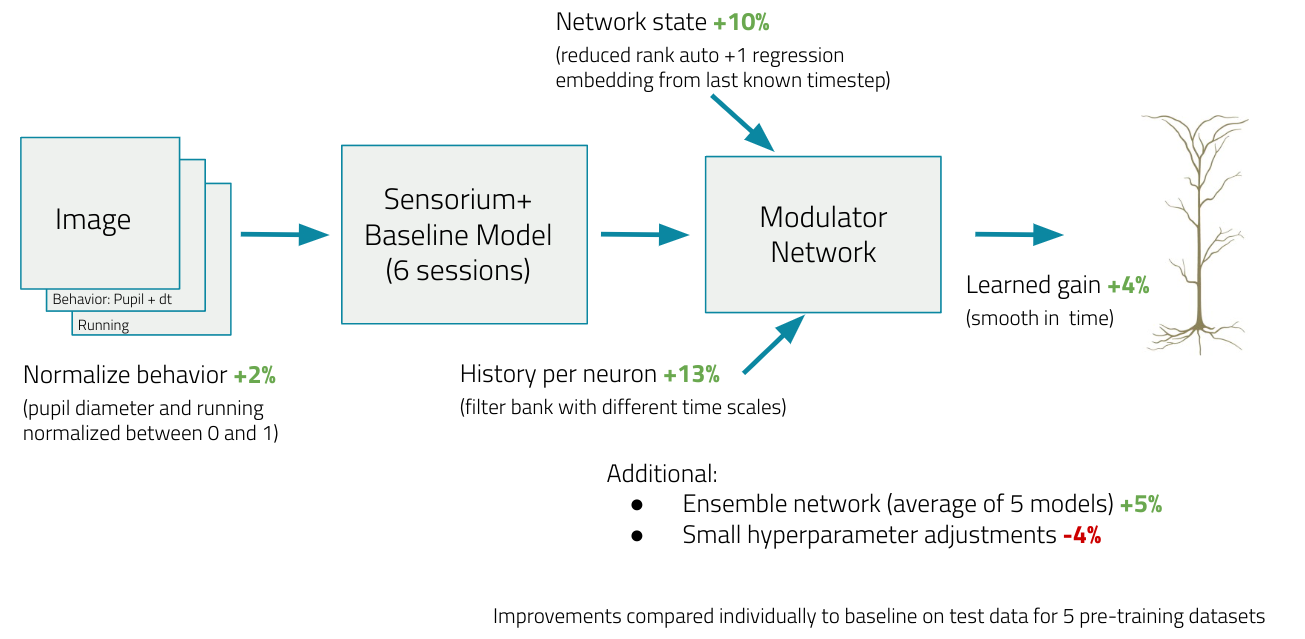 Network state +10%
(reduced rank auto +1 regression
embedding from last known timestep)
Image
Behavior: Pupil + dt
Running
Sensorium+
Baseline Model
(6 sessions)
Modulator
Network
Learned gain +4%
(smooth in time)
Normalize behavior +2%
(pupil diameter and running
normalized between 0 and 1)
History per neuron +13%
(filter bank with different time scales)
Additional:
● Ensemble network (average of 5 models) +5%
● Small hyperparameter adjustments -4%
Improvements compared individually to baseline on test data for 5 pre-training datasets